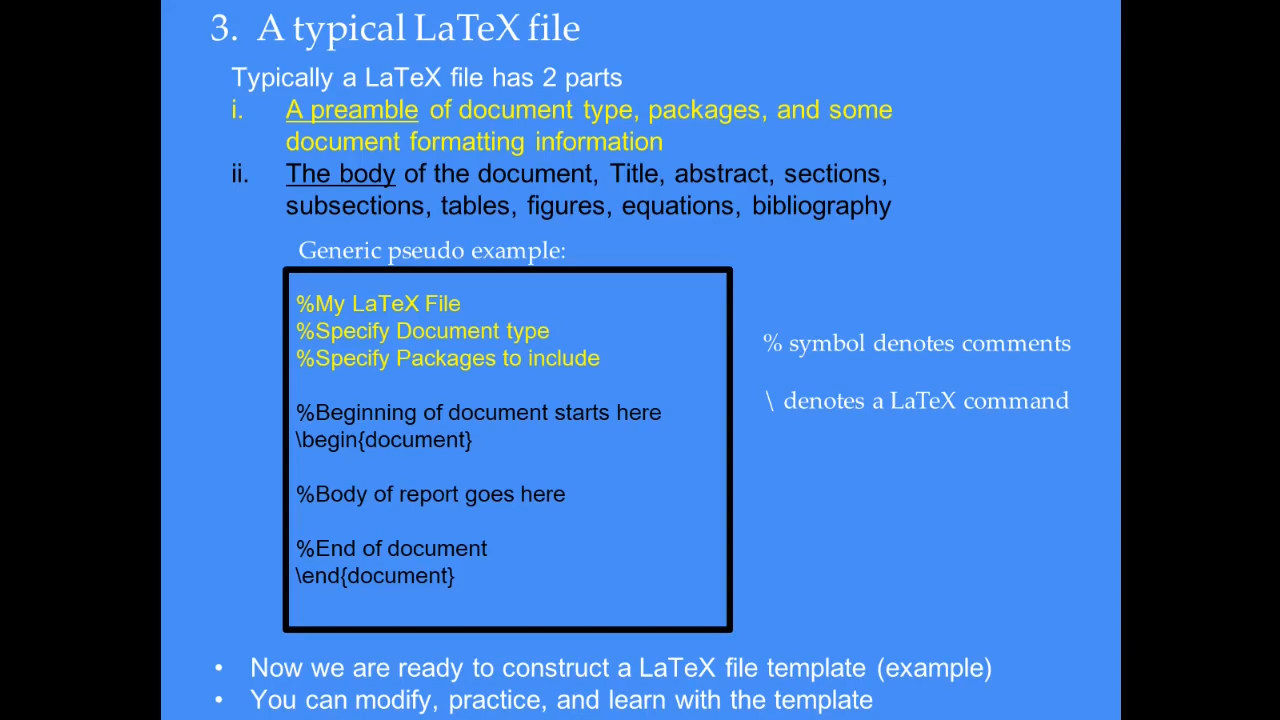 3. A typical LaTeX file
Typically a LaTeX file has 2 parts
i. A preamble of document type, packages, and some
document formatting information
ii. The body of the document, Title, abstract, sections,
subsections, tables, figures, equations, bibliography
Generic pseudo example:
%My LaTeX File
%Specify Document type
%Specify Packages to include
%Beginning of document starts here
\begin{document}
%Body of report goes here
%End of document
\end{document}
% symbol denotes comments
\ denotes a LaTeX command
• Now we are ready to construct a LaTeX file template (example)
• You can modify, practice, and learn with the template